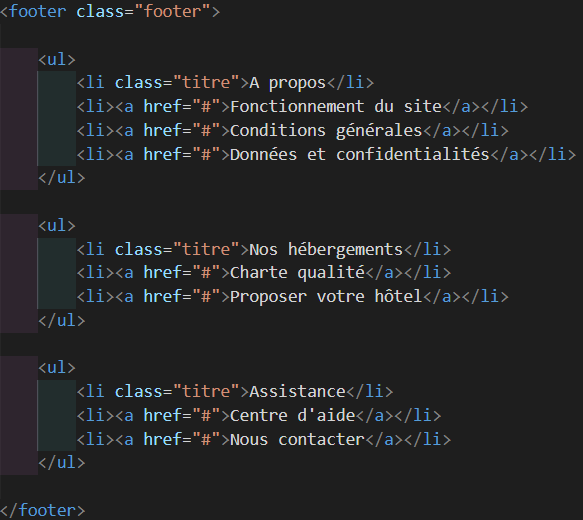 <footer class="footer">
<ul>
<li class="titre">A propos</li>
<li><a href="#">Fonctionnement du site</a></li>
<li><a href="#">Conditions générales</a></li>
<li><a href="#">Données et confidentialités</a></li>
</ul>
<ul>
<li class="titre">Nos hébergements</li>
<li><a href="#">Charte qualité</a></li>
<li><a href="#">Proposer votre hôtel</a></li>
</ul>
<ul>
<li class="titre">Assistance</li>
<li><a href="#">Centre d'aide</a></li>
<li><a href="#">Nous contacter</a></li>
</ul>
</footer>